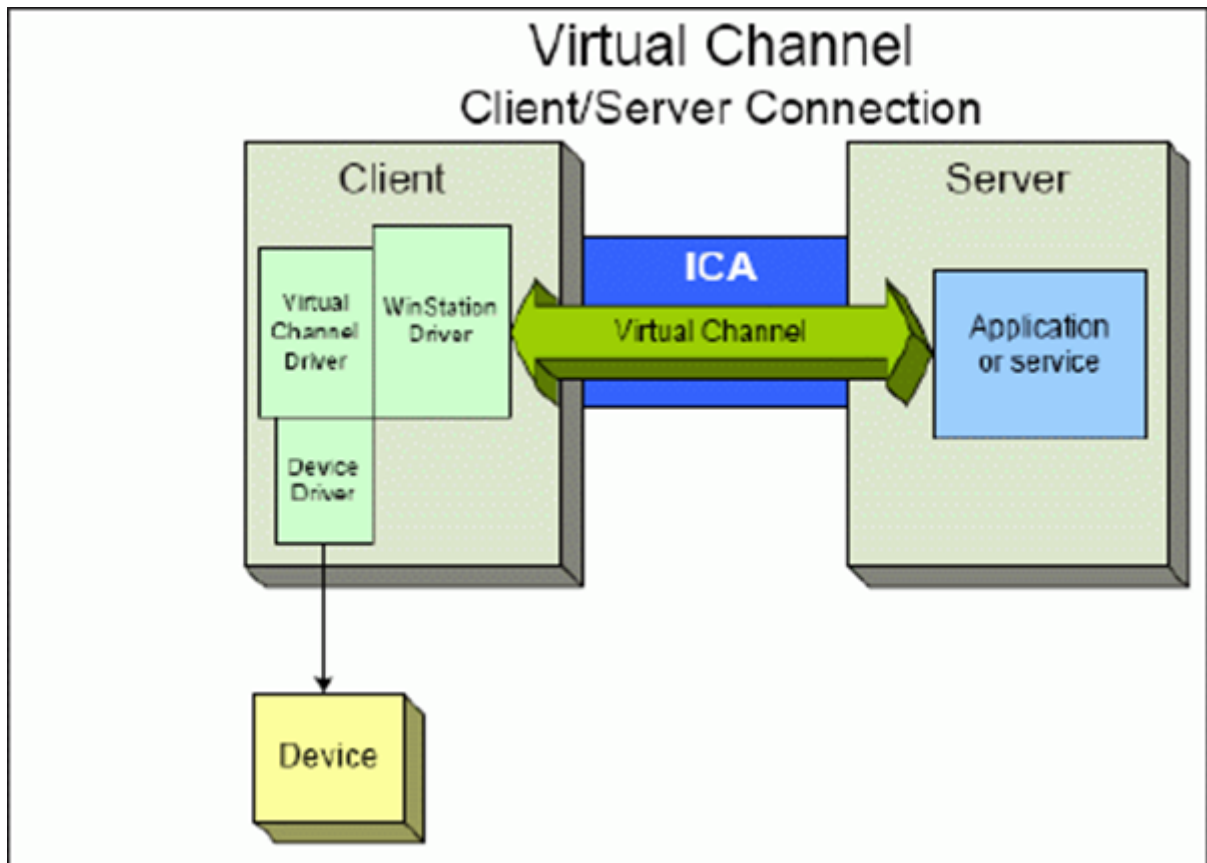 Virtual Channel
Client/Server Connection
Client
Server
ICA
Virtual
Channel
Driver
WinStation
Driver
Virtual Channel
Application
or service
Device
Driver
Device